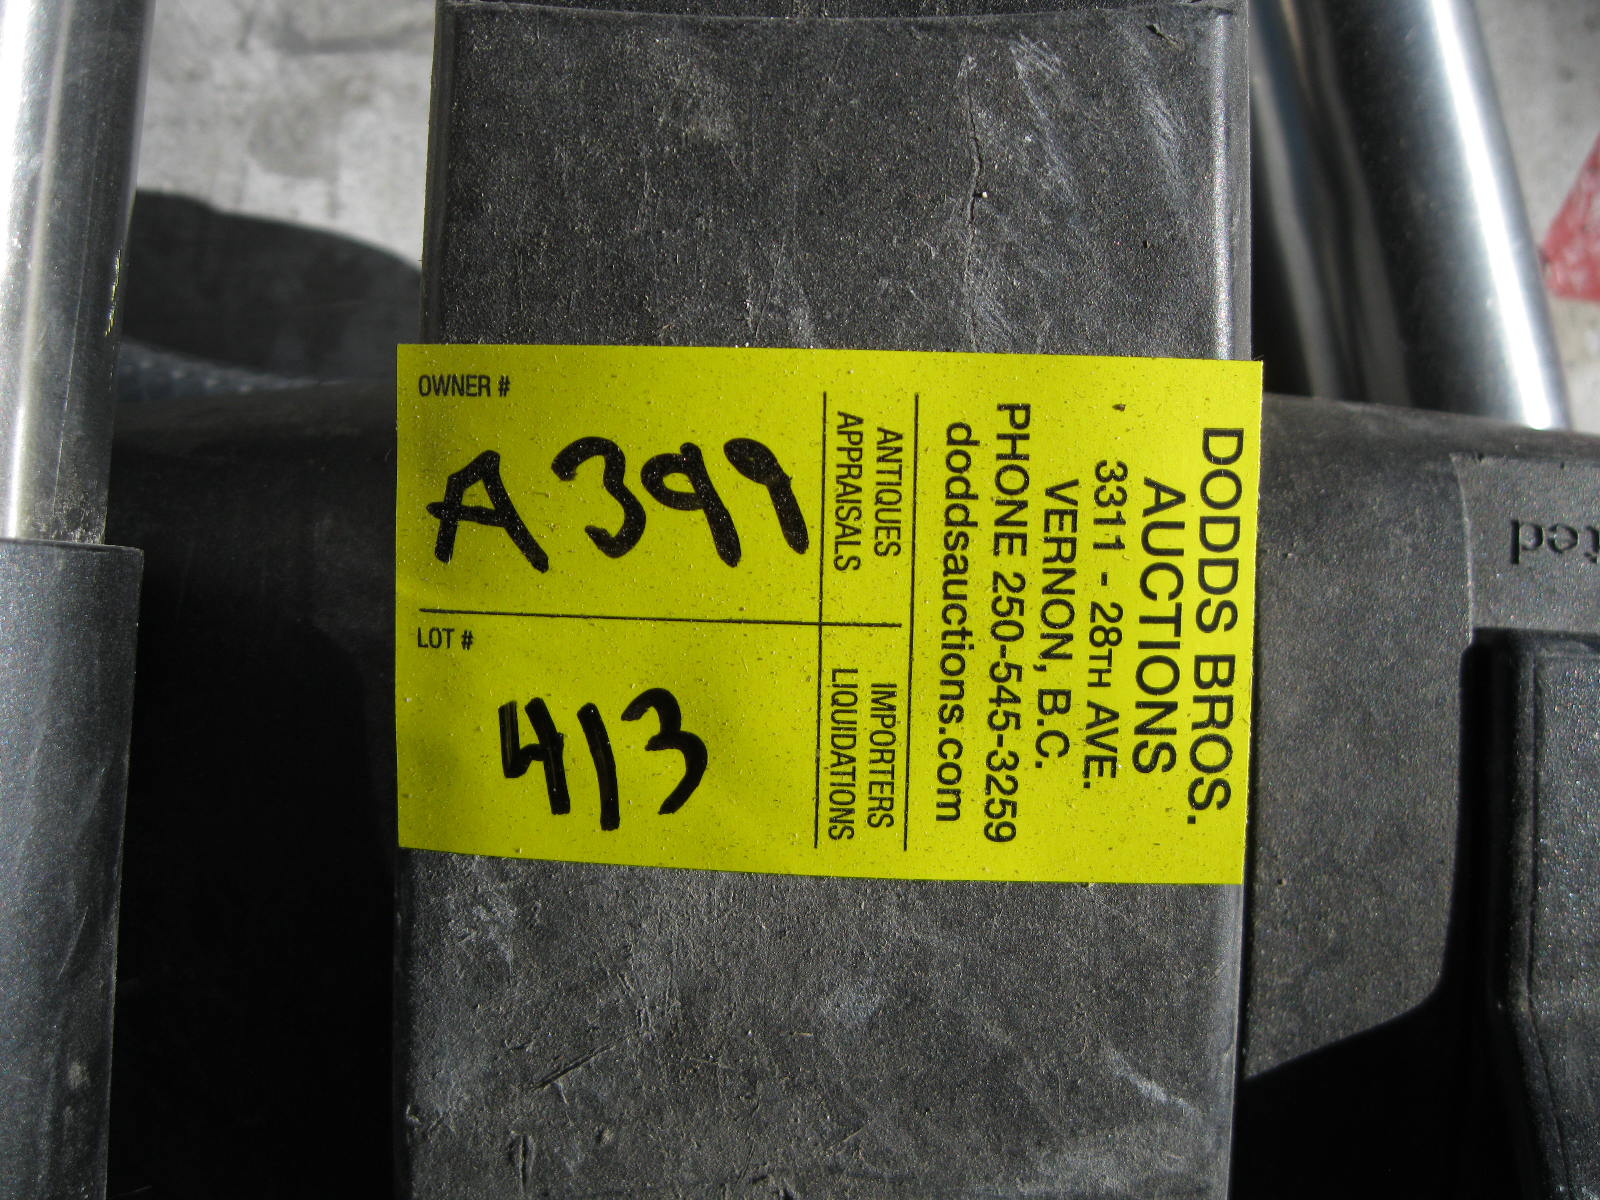 DODDS BROS.
AUCTIONS
3311 - 28TH AVE.
VERNON, B.C.
PHONE 250-545-3259
doddsauctions.com
ANTIQUES
APPRAISALS
IMPORTERS
LIQUIDATIONS
OWNER #
A399
LOT #
413